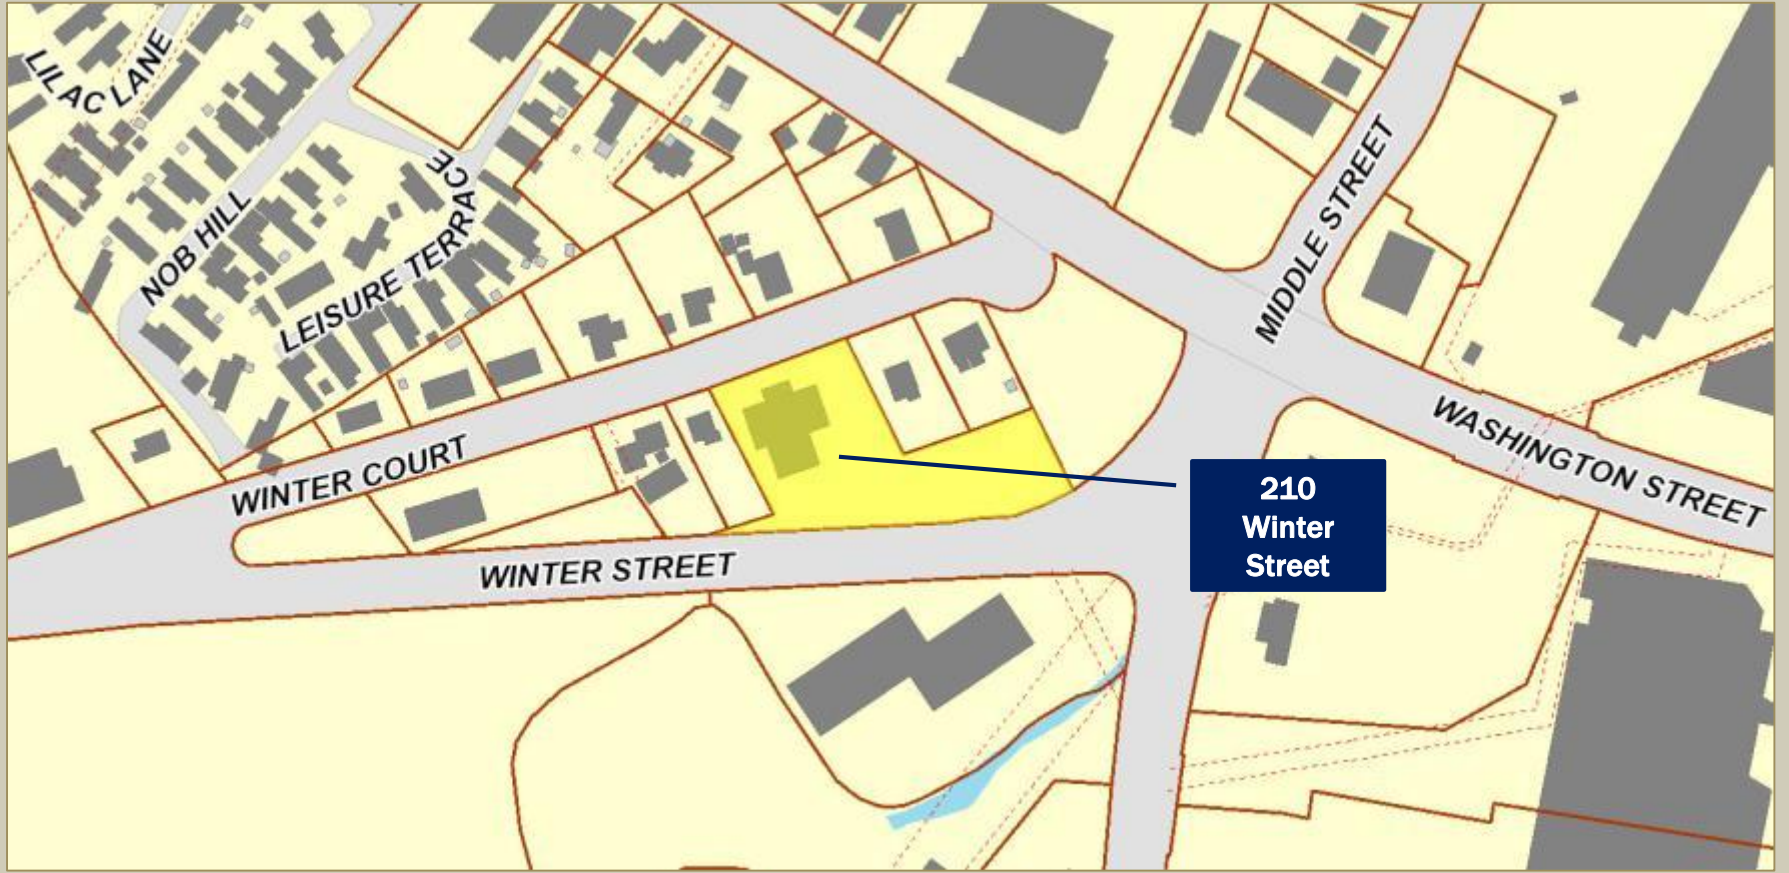 LILAC LANE
NOB HILL
LEISURE TERRACE
MIDDLE STREET
WASHINGTON STREET
WINTER COURT
WINTER STREET
210
Winter
Street